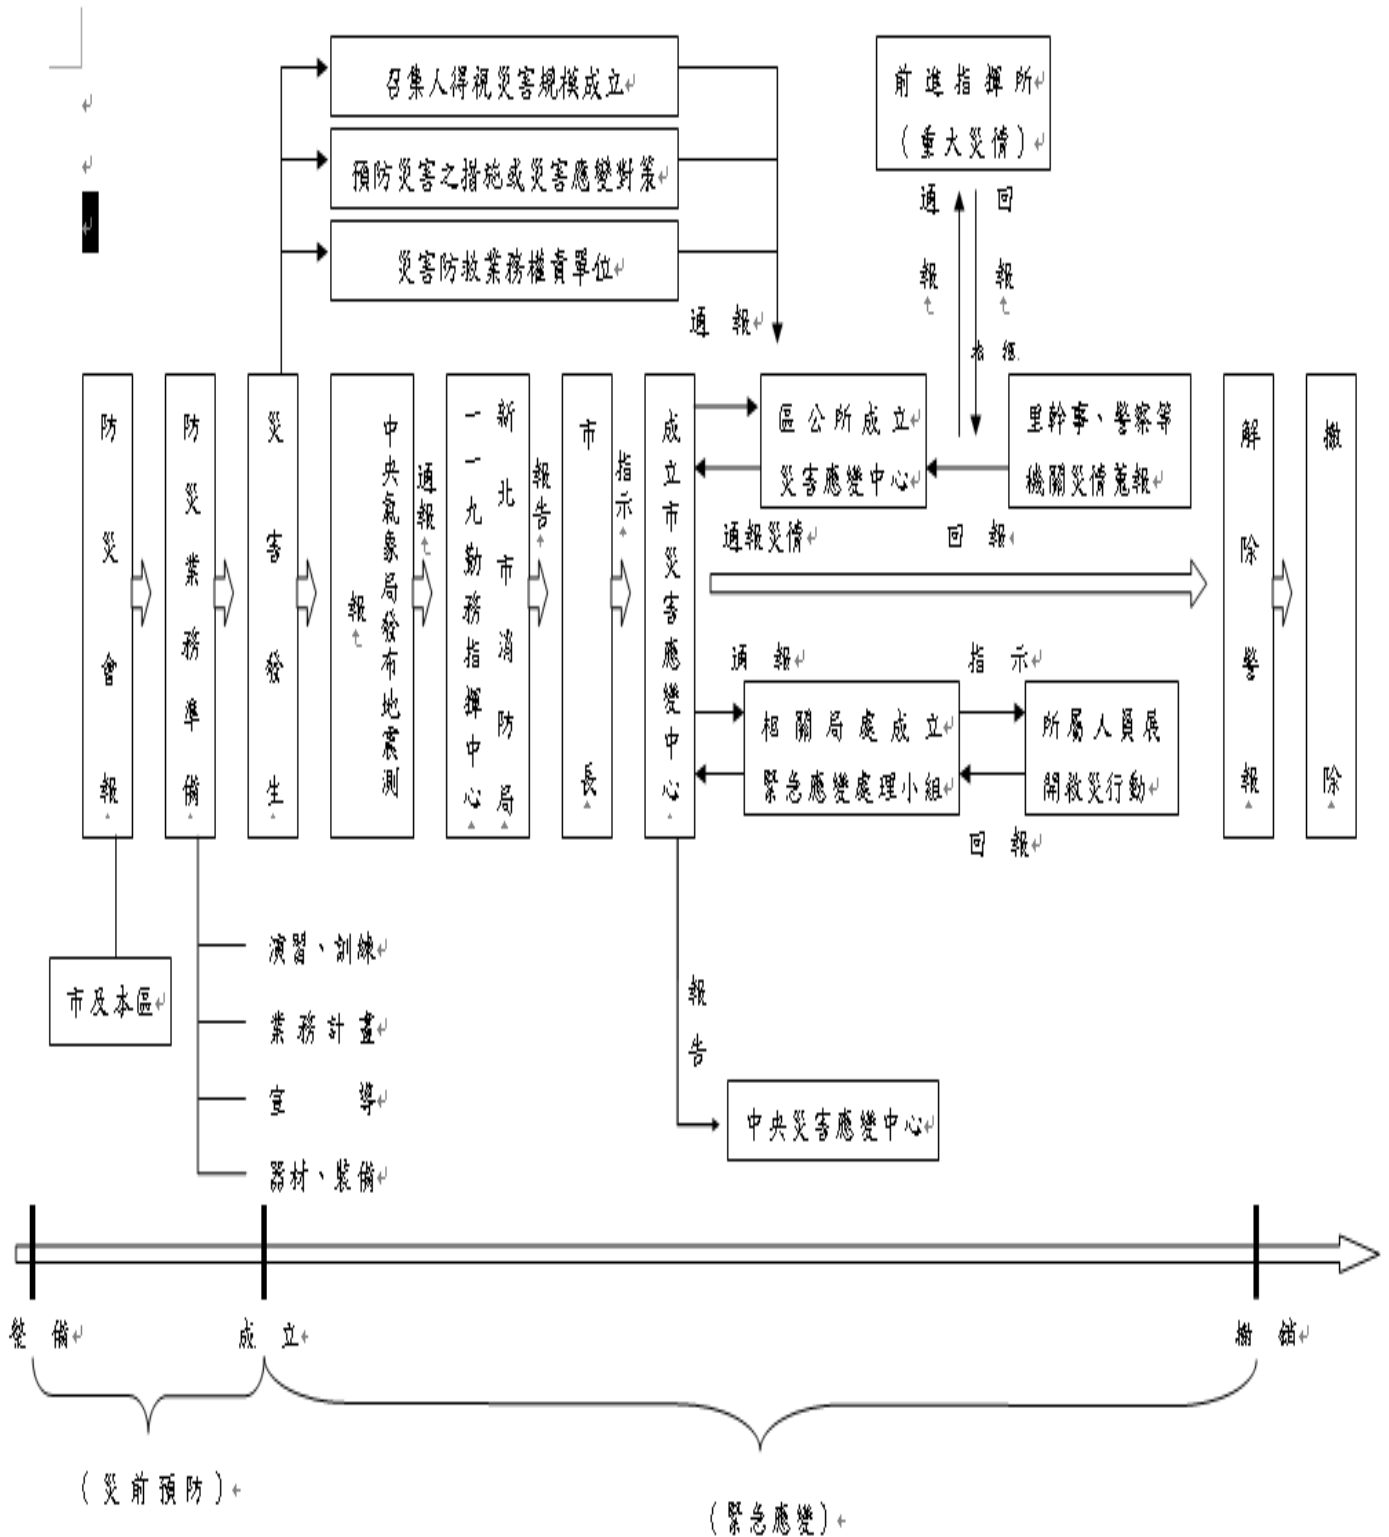 召集人得視災害規模成立
預防災害之措施或災害應變對策
災害防救業務權責單位
通 報
前進指揮所
(重大災情)
通報
回報
防災會報
防災業務準備
災害發生
中央氣象局發布地震測
報
通報
新北市消防局
一一九勤務指揮中心
報告
市長
指示
成立市災害應變中心
區公所成立
災害應變中心
里幹事、警察等
機關災情蒐報
通報災情
回 報
通 報
指 示
相關局處成立
緊急應變處理小組
所屬人員展
開救災行動
回 報
解除警報
撤除
市及本區
演習、訓練
業務計畫
宣 導
器材、裝備
報告
中央災害應變中心
整 備
成 立
撤 銷
(災前預防)
(緊急應變)